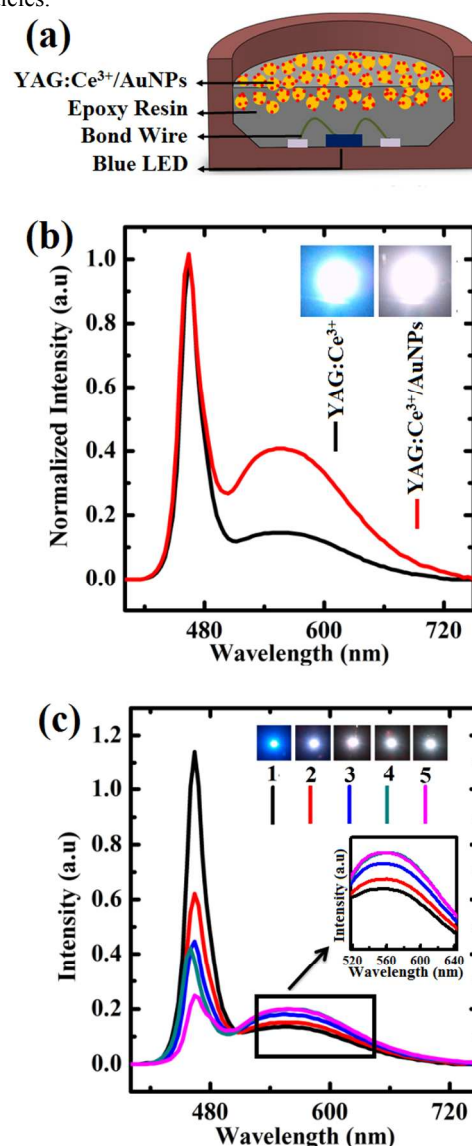 icles.
(a)
YAG:Ce³⁺/AuNPs
Epoxy Resin
Bond Wire
Blue LED
(b)
Normalized Intensity (a.u)
1.0
0.8
0.6
0.4
0.2
0.0
YAG:Ce³⁺
YAG:Ce³⁺/AuNPs
480 600 720
Wavelength (nm)
(c)
Intensity (a.u)
1.2
1.0
0.8
0.6
0.4
0.2
0.0
1 2 3 4 5
Intensity (a.u)
520 560 600 640
Wavelength (nm)
480 600 720
Wavelength (nm)